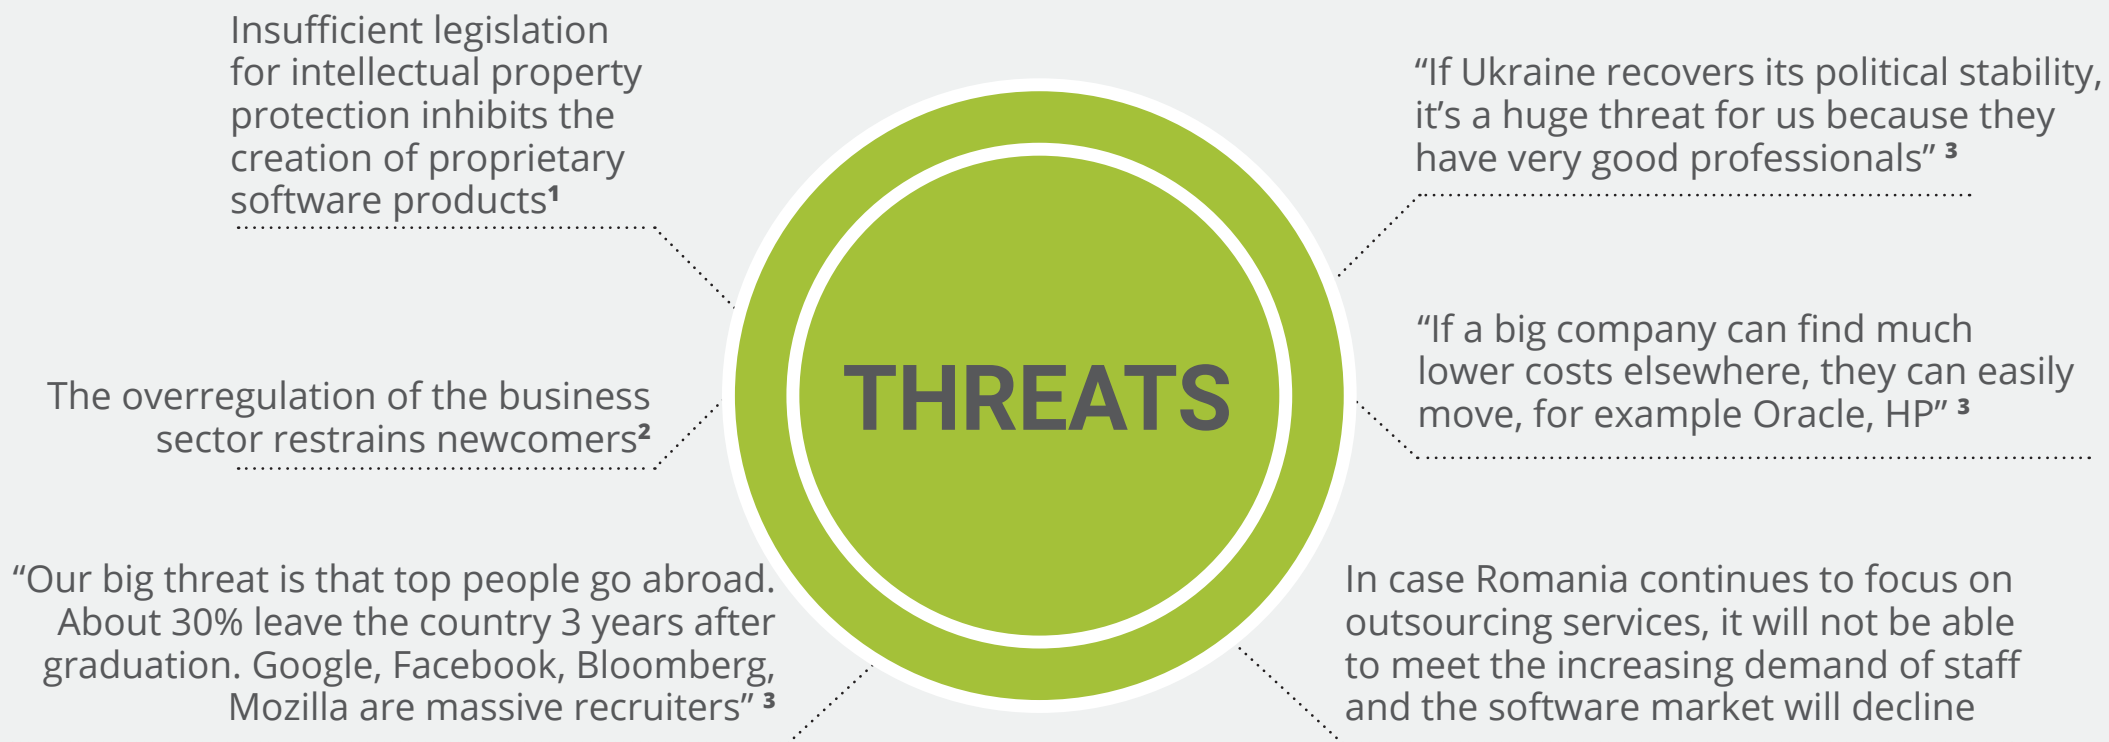 Insufficient legislation
for intellectual property
protection inhibits the
creation of proprietary
software products¹
The overregulation of the business
sector restrains newcomers²
“Our big threat is that top people go abroad.
About 30% leave the country 3 years after
graduation. Google, Facebook, Bloomberg,
Mozilla are massive recruiters” ³
THREATS
“If Ukraine recovers its political stability,
it’s a huge threat for us because they
have very good professionals” ³
“If a big company can find much
lower costs elsewhere, they can easily
move, for example Oracle, HP” ³
In case Romania continues to focus on
outsourcing services, it will not be able
to meet the increasing demand of staff
and the software market will decline